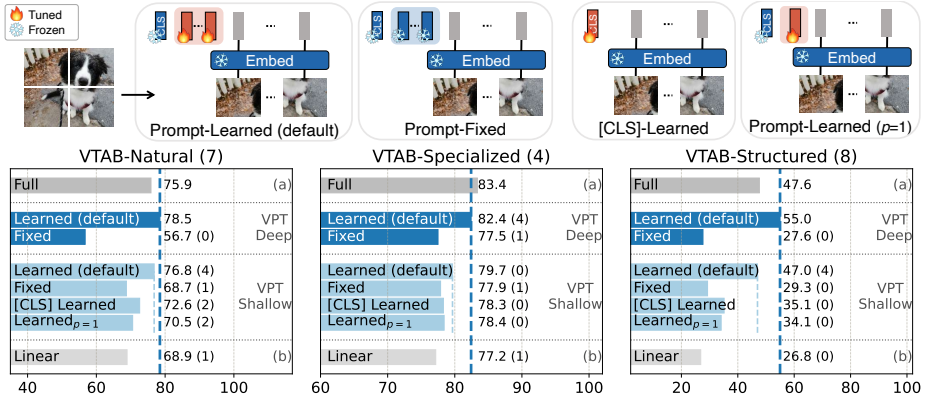 Tuned
Frozen
CLS
...
Embed
...
Prompt-Learned (default)
CLS
...
Embed
...
Prompt-Fixed
CLS
...
Embed
...
[CLS]-Learned
CLS
...
Embed
...
Prompt-Learned (p=1)
VTAB-Natural (7)
Full 75.9 (a)
Learned (default) 78.5 VPT
Fixed 56.7 (0) Deep
Learned (default) 76.8 (4)
Fixed 68.7 (1) VPT
[CLS] Learned 72.6 (2) Shallow
Learned p=1 70.5 (2)
Linear 68.9 (1) (b)
40 60 80 100
VTAB-Specialized (4)
Full 83.4 (a)
Learned (default) 82.4 (4) VPT
Fixed 77.5 (1) Deep
Learned (default) 79.7 (0)
Fixed 77.9 (1) VPT
[CLS] Learned 78.3 (0) Shallow
Learned p=1 78.4 (0)
Linear 77.2 (1) (b)
60 70 80 90 100
VTAB-Structured (8)
Full 47.6 (a)
Learned (default) 55.0 VPT
Fixed 27.6 (0) Deep
Learned (default) 47.0 (4)
Fixed 29.3 (0) VPT
[CLS] Learned 35.1 (0) Shallow
Learned p=1 34.1 (0)
Linear 26.8 (0) (b)
20 40 60 80 100